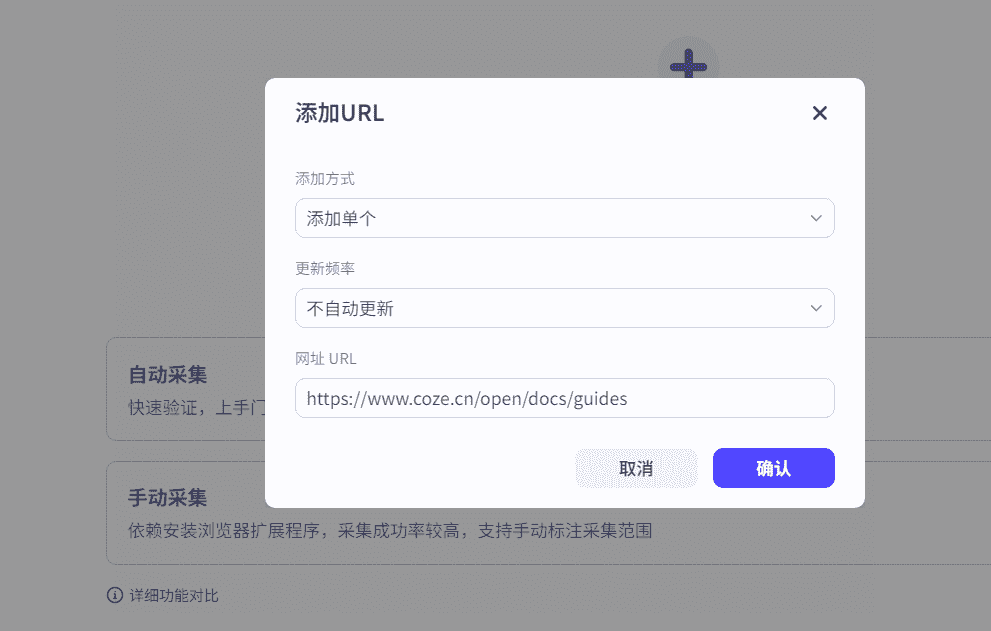 添加URL
添加方式
添加单个
更新频率
不自动更新
网址 URL
https://www.coze.cn/open/docs/guides
取消
确认
自动采集
快速验证，上手门
手动采集
依赖安装浏览器扩展程序，采集成功率较高，支持手动标注采集范围
详细功能对比